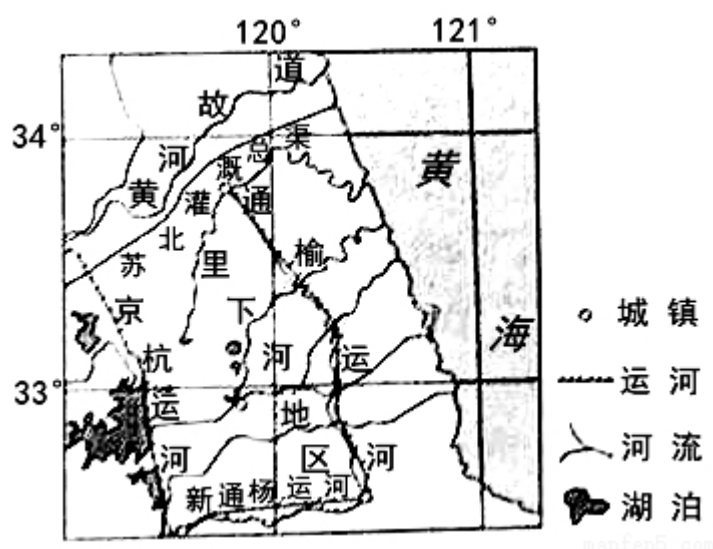 120° 121°
34°
33°
黄河故道
苏北灌溉总渠
通榆运河
里下河地区
京杭运河
新通杨运河
黄海
城镇
运河
河流
湖泊
manfen5.com